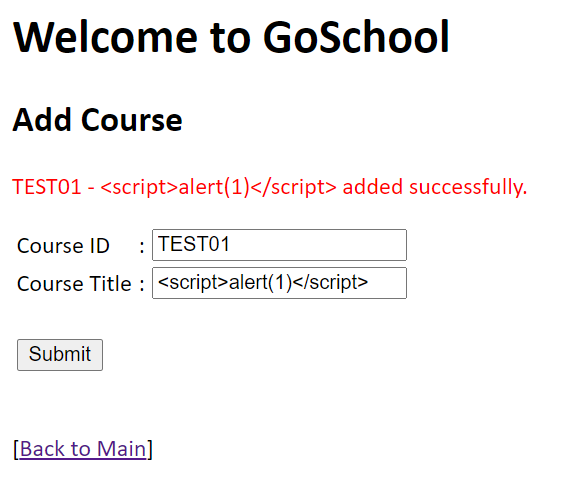 Welcome to GoSchool
Add Course
TEST01 - <script>alert(1)</script> added successfully.
Course ID : TEST01
Course Title : <script>alert(1)</script>
Submit
[Back to Main]